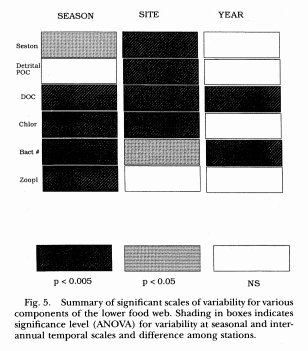 SEASON SITE YEAR
Seston
Detrital
POC
DOC
Chlor
Bact #
Zoopl
p < 0.005 p < 0.05 NS
Fig. 5. Summary of significant scales of variability for various
components of the lower food web. Shading in boxes indicates
significance level (ANOVA) for variability at seasonal and inter-
annual temporal scales and difference among stations.